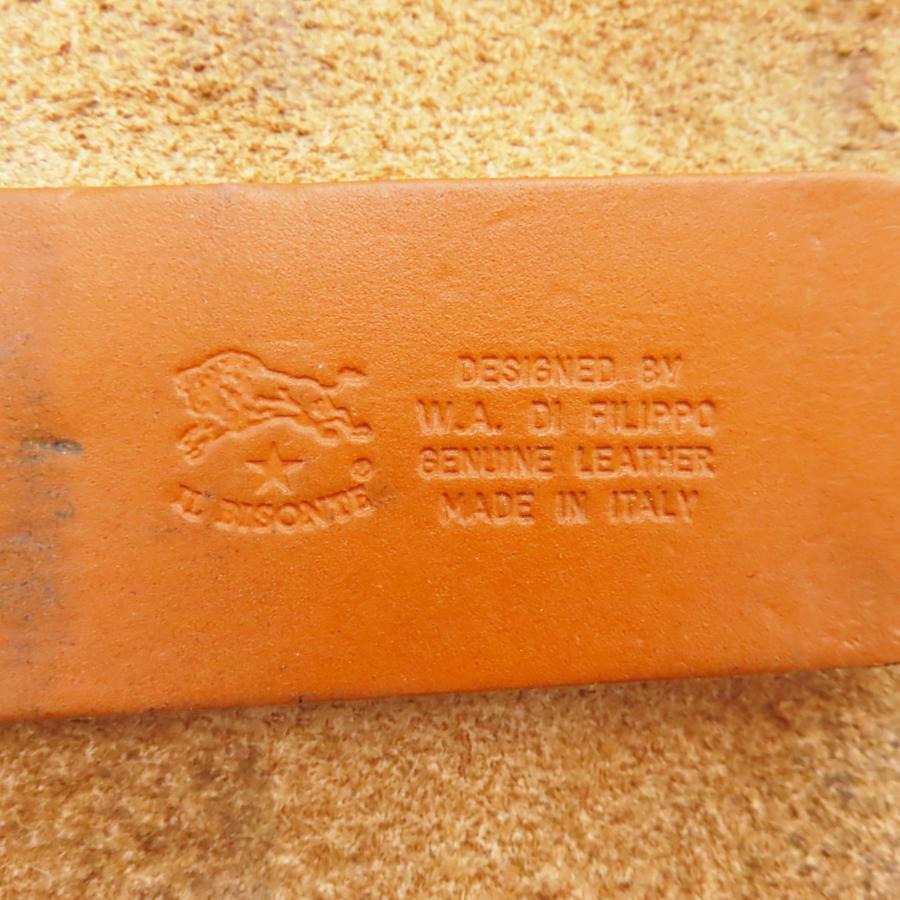 IL BISONTE ®
DESIGNED BY
W.A. DI FILIPPO
GENUINE LEATHER
MADE IN ITALY